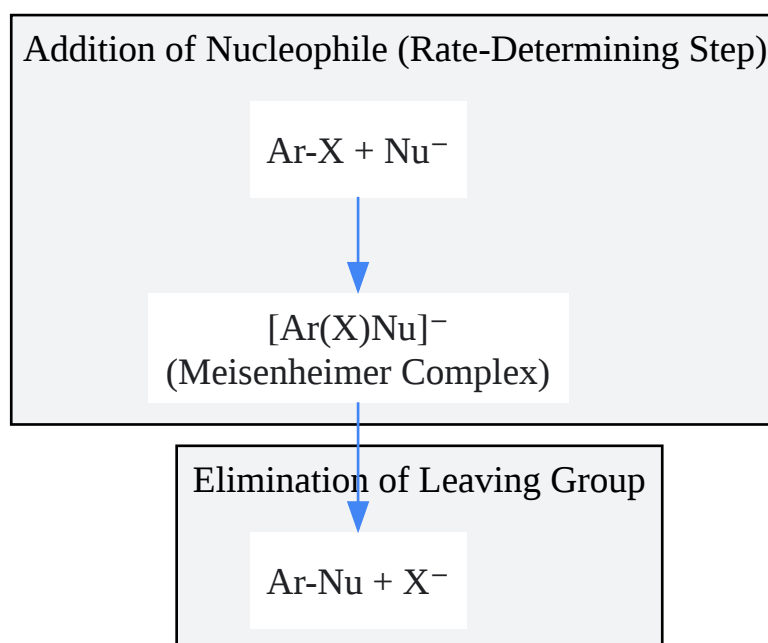 Addition of Nucleophile (Rate-Determining Step)
Ar-X + Nu⁻
[Ar(X)Nu]⁻
(Meisenheimer Complex)
Elimination of Leaving Group
Ar-Nu + X⁻